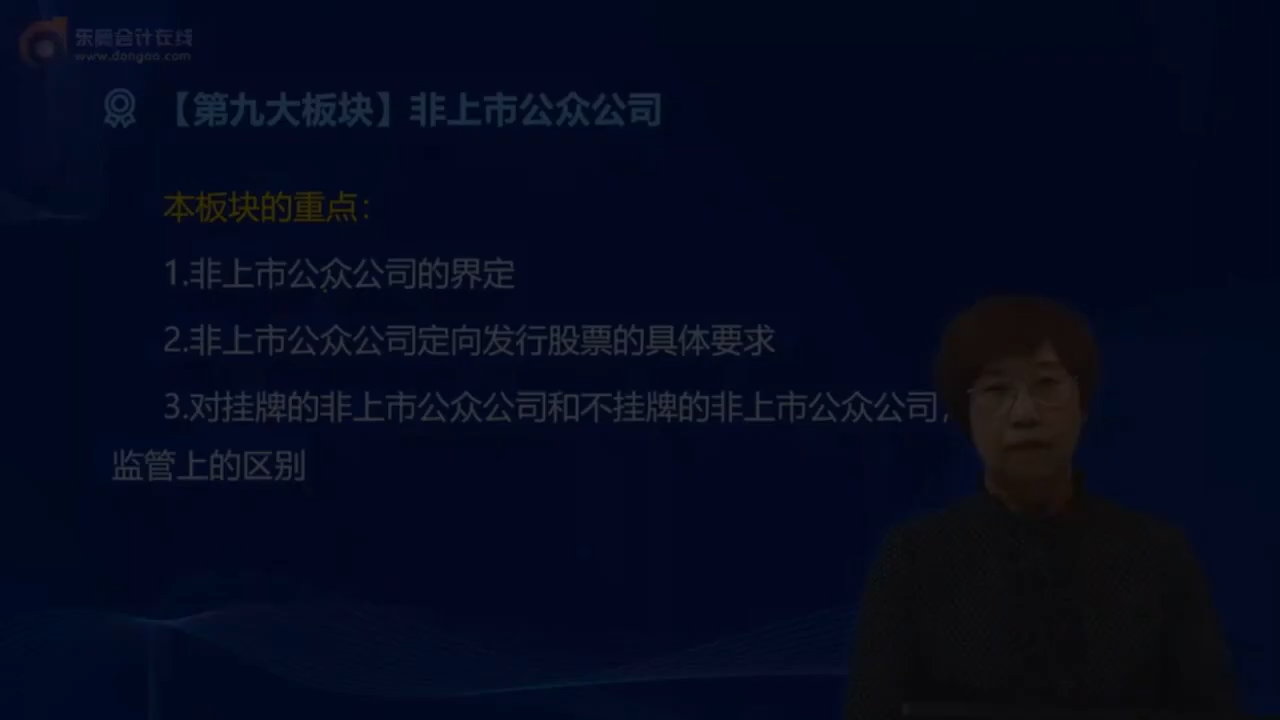 东奥会计在线
www.dongao.com
【第九大板块】非上市公众公司
本板块的重点：
1.非上市公众公司的界定
2.非上市公众公司定向发行股票的具体要求
3.对挂牌的非上市公众公司和不挂牌的非上市公众公司，
监管上的区别